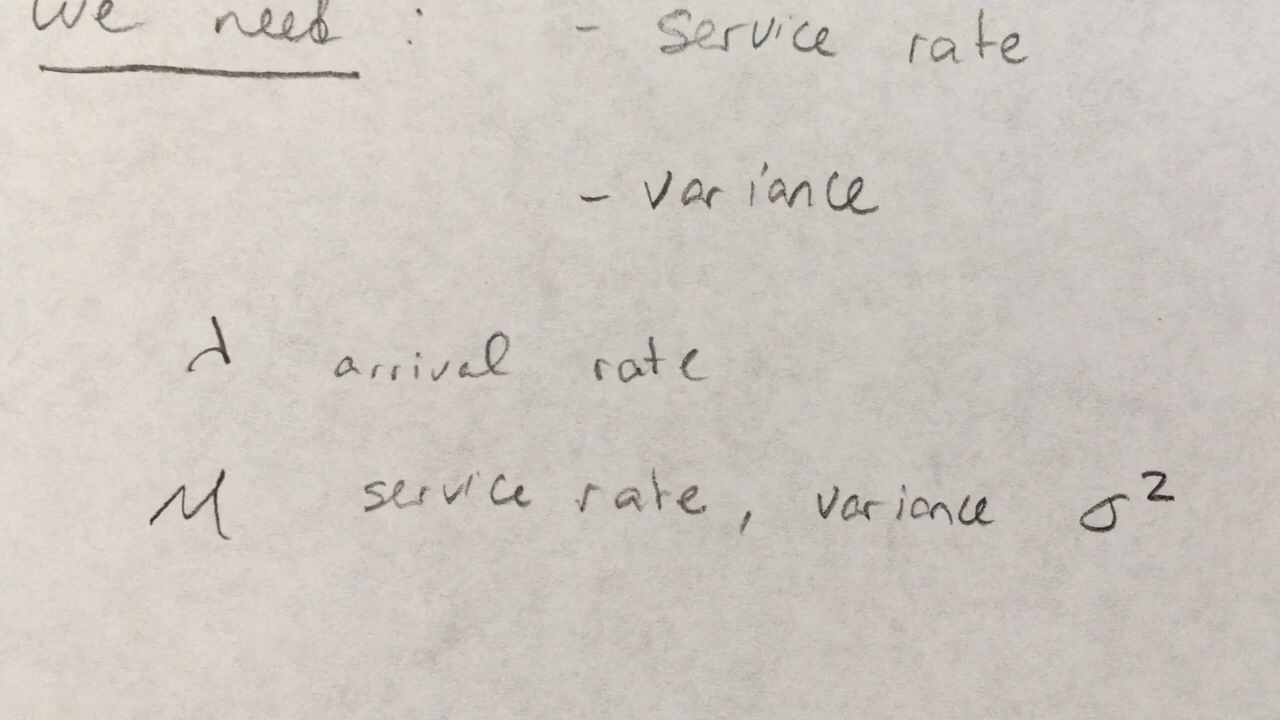 We need : - Service rate
- variance
λ arrival rate
μ service rate, variance σ²